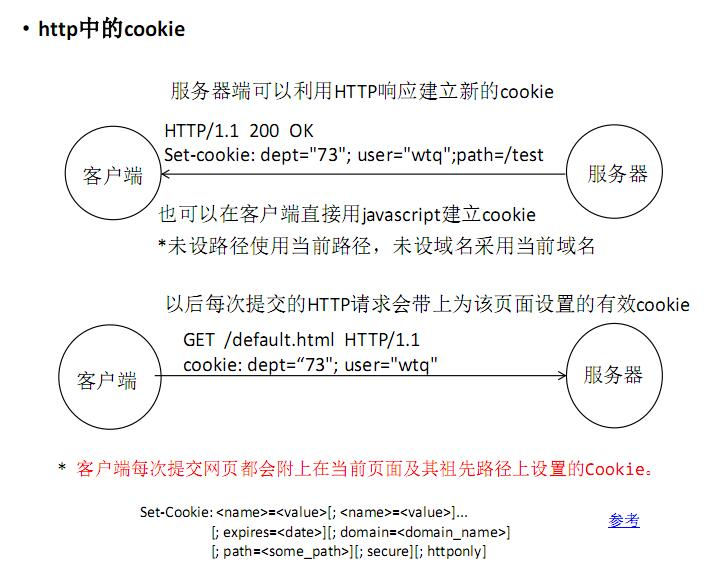 • http中的cookie
服务器端可以利用HTTP响应建立新的cookie
HTTP/1.1 200 OK
Set-cookie: dept="73"; user="wtq";path=/test
客户端
服务器
也可以在客户端直接用javascript建立cookie
*未设路径使用当前路径，未设域名采用当前域名
以后每次提交的HTTP请求会带上为该页面设置的有效cookie
GET /default.html HTTP/1.1
cookie: dept=“73"; user="wtq"
客户端
服务器
* 客户端每次提交网页都会附上在当前页面及其祖先路径上设置的Cookie。
Set-Cookie: <name>=<value>[; <name>=<value>]...
[; expires=<date>][; domain=<domain_name>]
[; path=<some_path>][; secure][; httponly]
参考